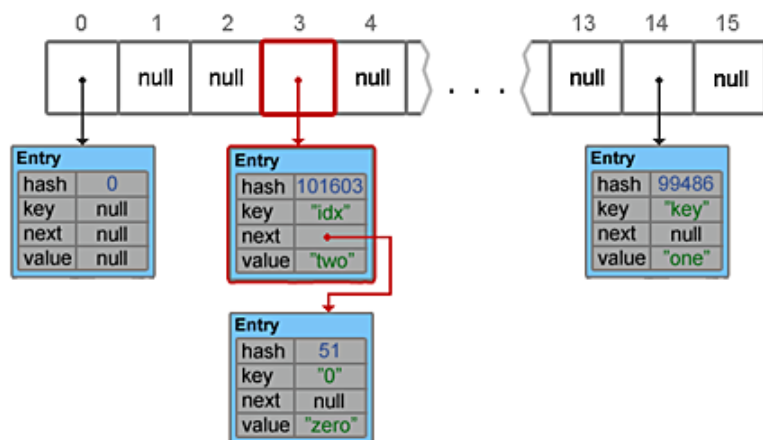 0 1 2 3 4 13 14 15
null null null . . . null null
Entry
hash 0
key null
next null
value null
Entry
hash 101603
key "idx"
next
value "two"
Entry
hash 99486
key "key"
next null
value "one"
Entry
hash 51
key "0"
next null
value "zero"